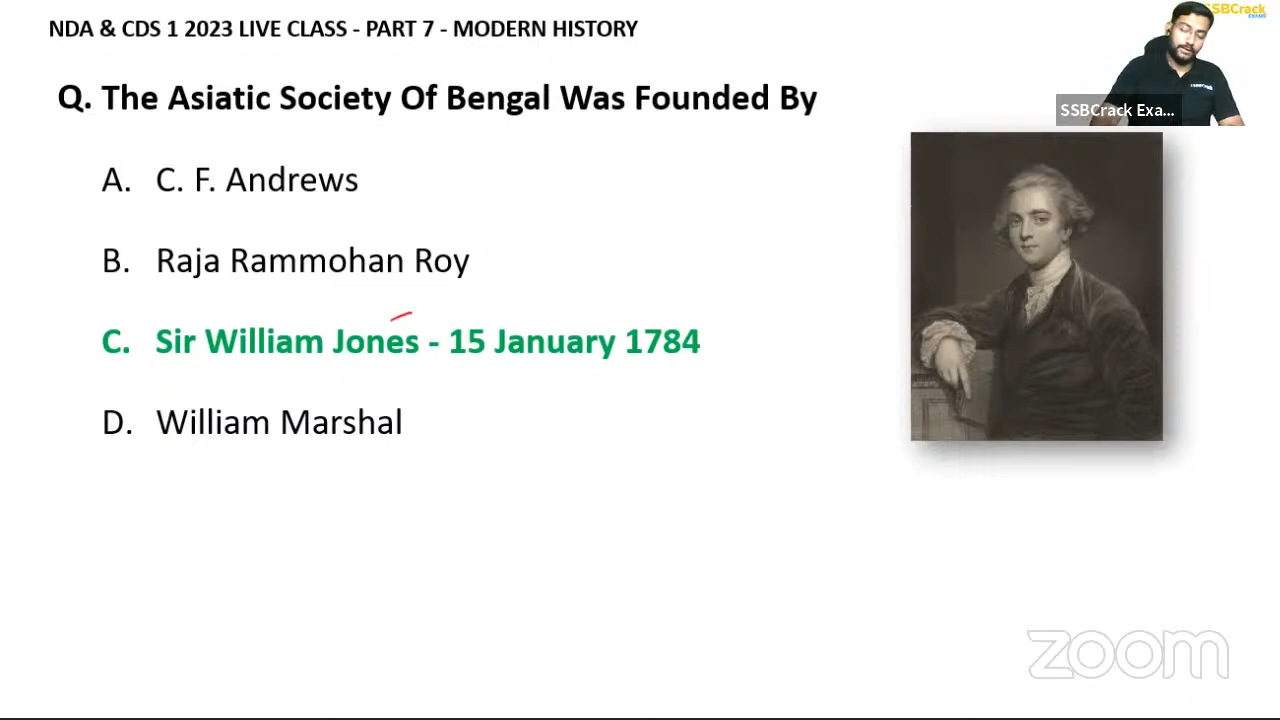 NDA & CDS 1 2023 LIVE CLASS - PART 7 - MODERN HISTORY
SSBCrack
EXAMS
Q. The Asiatic Society Of Bengal Was Founded By
SSBCrack Exa...
A. C. F. Andrews
B. Raja Rammohan Roy
C. Sir William Jones - 15 January 1784
D. William Marshal
zoom